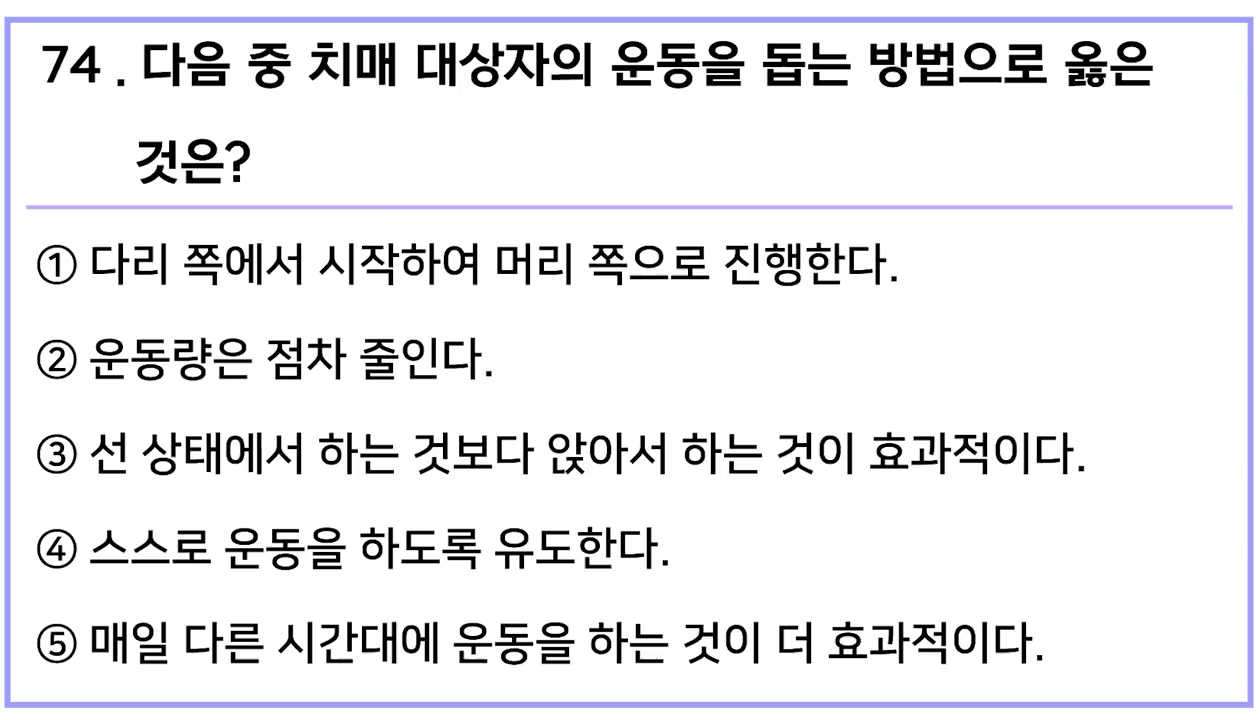 74 . 다음 중 치매 대상자의 운동을 돕는 방법으로 옳은
것은?
① 다리 쪽에서 시작하여 머리 쪽으로 진행한다.
② 운동량은 점차 줄인다.
③ 선 상태에서 하는 것보다 앉아서 하는 것이 효과적이다.
④ 스스로 운동을 하도록 유도한다.
⑤ 매일 다른 시간대에 운동을 하는 것이 더 효과적이다.